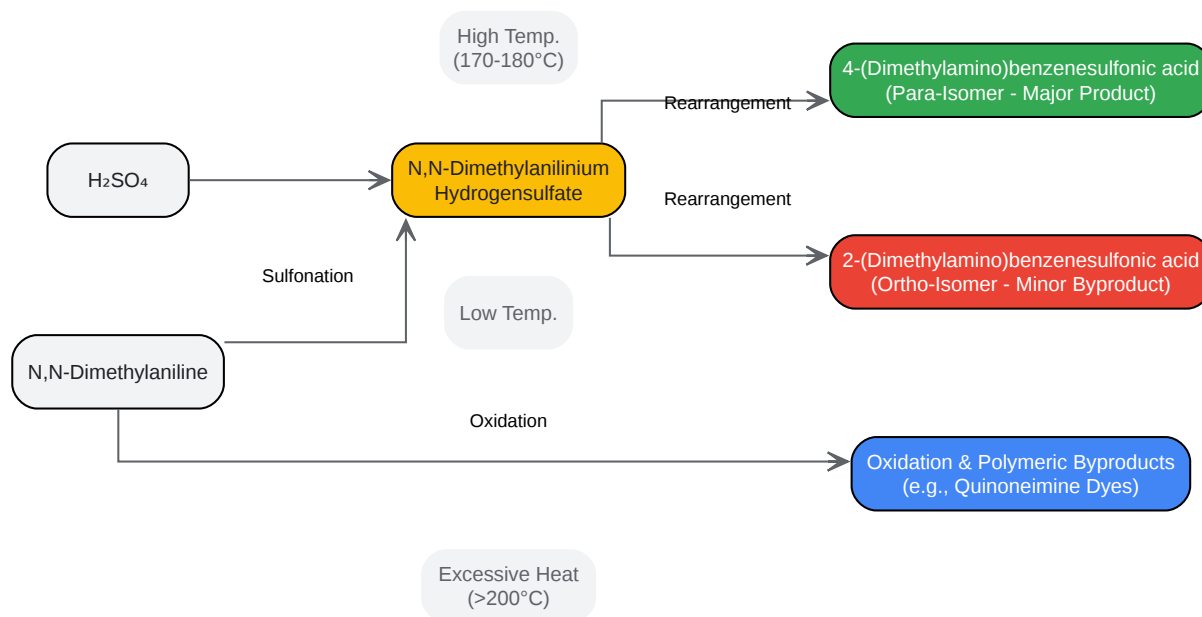 High Temp.
(170-180°C)
4-(Dimethylamino)benzenesulfonic acid
(Para-Isomer - Major Product)
Rearrangement
H₂SO₄
N,N-Dimethylanilinium
Hydrogensulfate
Rearrangement
2-(Dimethylamino)benzenesulfonic acid
(Ortho-Isomer - Minor Byproduct)
Sulfonation
Low Temp.
N,N-Dimethylaniline
Oxidation
Oxidation & Polymeric Byproducts
(e.g., Quinoneimine Dyes)
Excessive Heat
(>200°C)